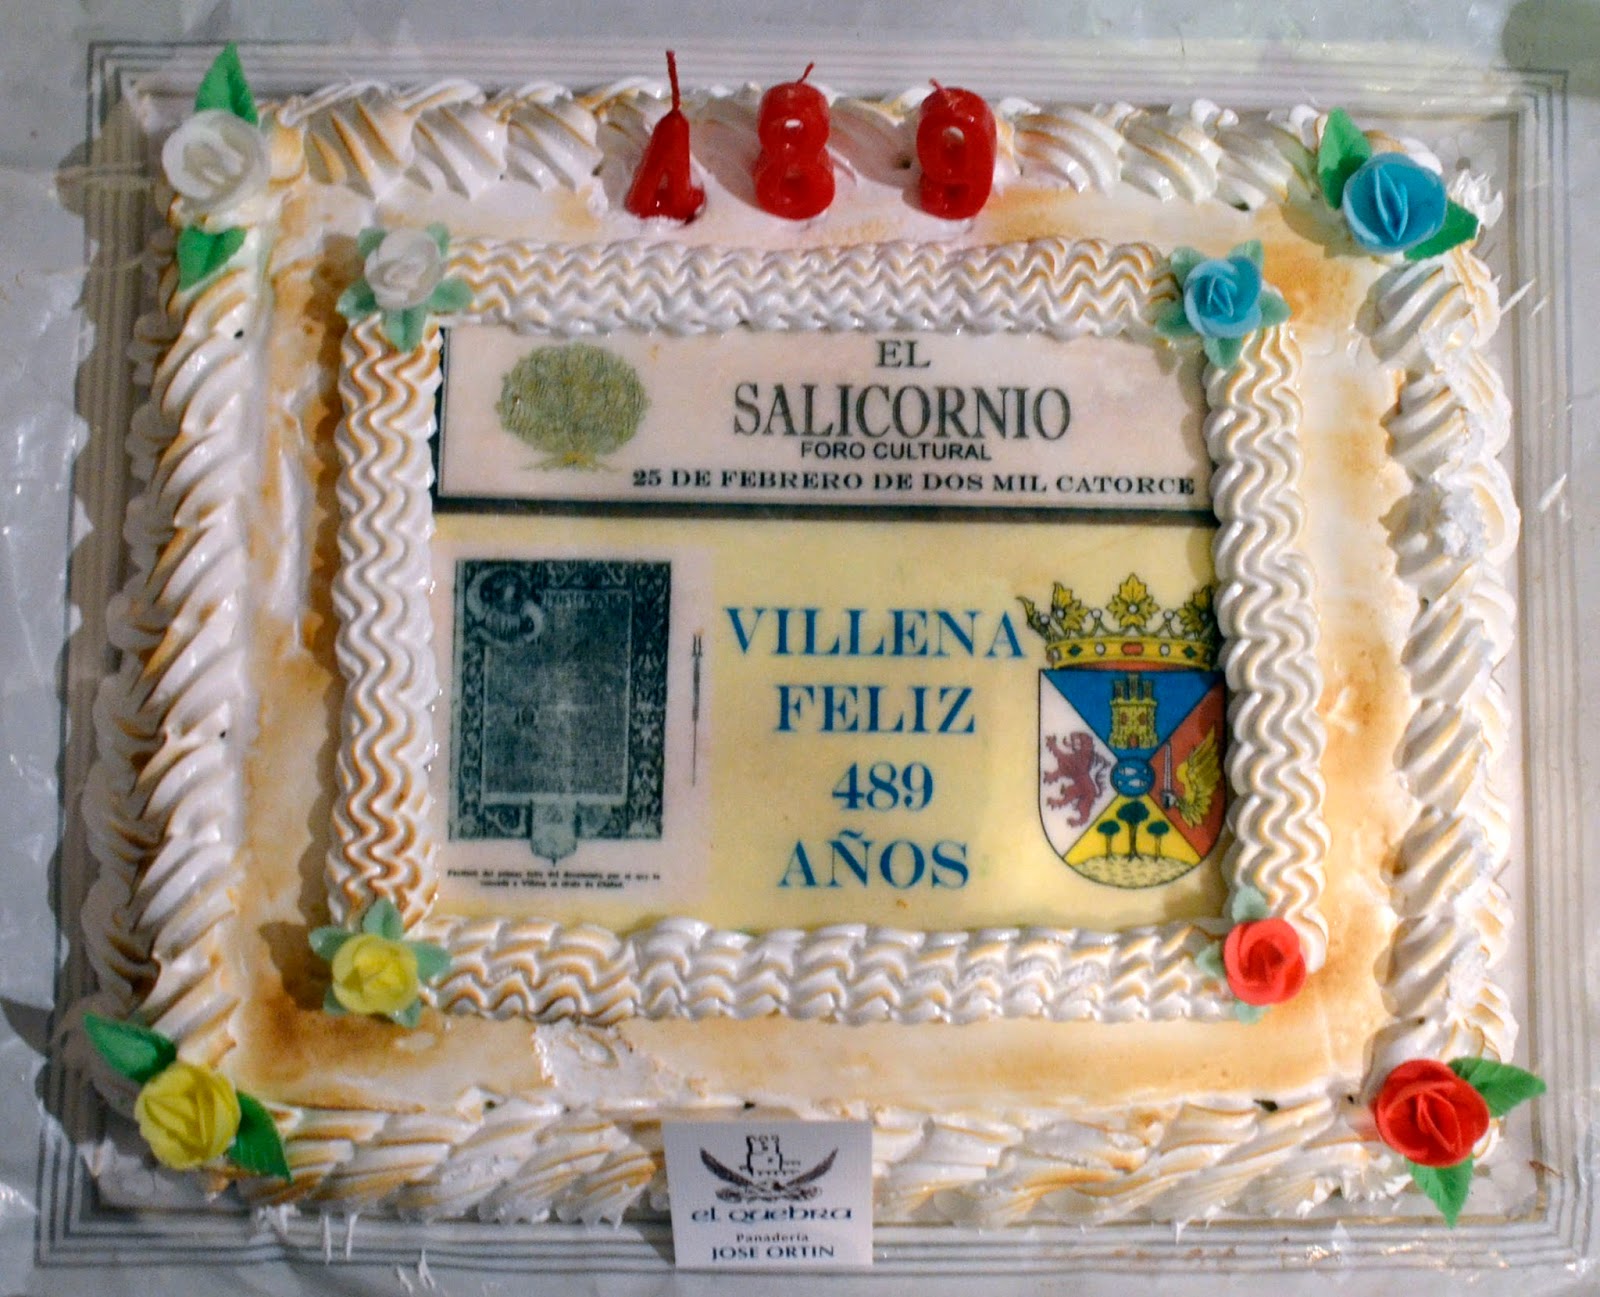 489
EL
SALICORNIO
FORO CULTURAL
25 DE FEBRERO DE DOS MIL CATORCE
VILLENA
FELIZ
489
AÑOS
EL QUEBRA
Panadería
JOSE ORTIN